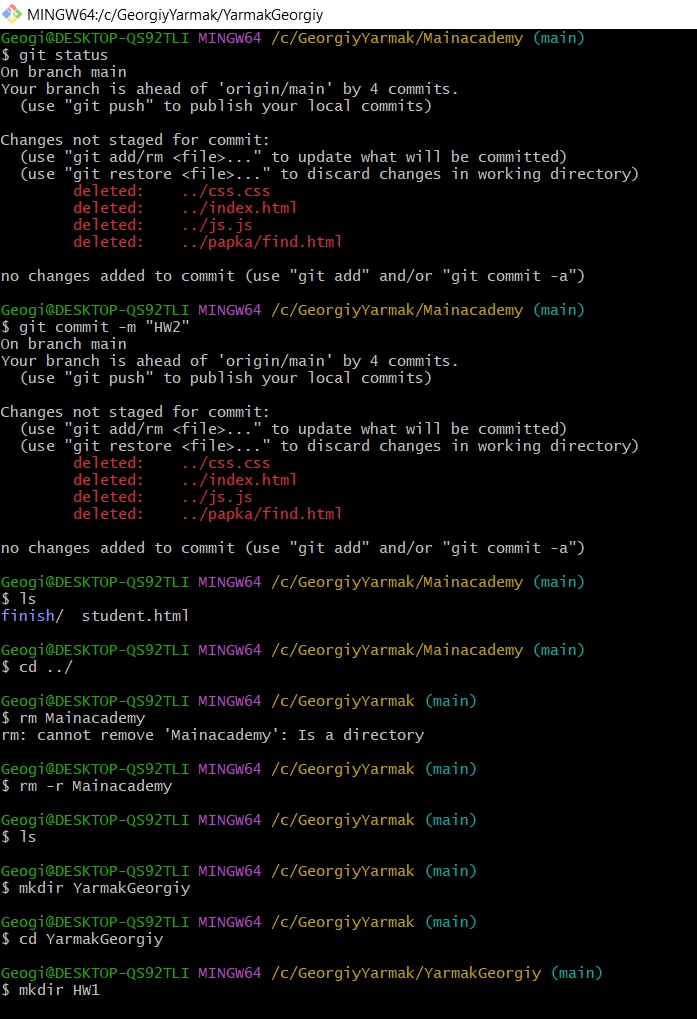 MINGW64:/c/GeorgiyYarmak/YarmakGeorgiy
Geogi@DESKTOP-QS92TLI MINGW64 /c/GeorgiyYarmak/Mainacademy (main)
$ git status
On branch main
Your branch is ahead of 'origin/main' by 4 commits.
  (use "git push" to publish your local commits)

Changes not staged for commit:
  (use "git add/rm <file>..." to update what will be committed)
  (use "git restore <file>..." to discard changes in working directory)
        deleted:    ../css.css
        deleted:    ../index.html
        deleted:    ../js.js
        deleted:    ../papka/find.html

no changes added to commit (use "git add" and/or "git commit -a")

Geogi@DESKTOP-QS92TLI MINGW64 /c/GeorgiyYarmak/Mainacademy (main)
$ git commit -m "HW2"
On branch main
Your branch is ahead of 'origin/main' by 4 commits.
  (use "git push" to publish your local commits)

Changes not staged for commit:
  (use "git add/rm <file>..." to update what will be committed)
  (use "git restore <file>..." to discard changes in working directory)
        deleted:    ../css.css
        deleted:    ../index.html
        deleted:    ../js.js
        deleted:    ../papka/find.html

no changes added to commit (use "git add" and/or "git commit -a")

Geogi@DESKTOP-QS92TLI MINGW64 /c/GeorgiyYarmak/Mainacademy (main)
$ ls
finish/  student.html

Geogi@DESKTOP-QS92TLI MINGW64 /c/GeorgiyYarmak/Mainacademy (main)
$ cd ../

Geogi@DESKTOP-QS92TLI MINGW64 /c/GeorgiyYarmak (main)
$ rm Mainacademy
rm: cannot remove 'Mainacademy': Is a directory

Geogi@DESKTOP-QS92TLI MINGW64 /c/GeorgiyYarmak (main)
$ rm -r Mainacademy

Geogi@DESKTOP-QS92TLI MINGW64 /c/GeorgiyYarmak (main)
$ ls

Geogi@DESKTOP-QS92TLI MINGW64 /c/GeorgiyYarmak (main)
$ mkdir YarmakGeorgiy

Geogi@DESKTOP-QS92TLI MINGW64 /c/GeorgiyYarmak (main)
$ cd YarmakGeorgiy

Geogi@DESKTOP-QS92TLI MINGW64 /c/GeorgiyYarmak/YarmakGeorgiy (main)
$ mkdir HW1